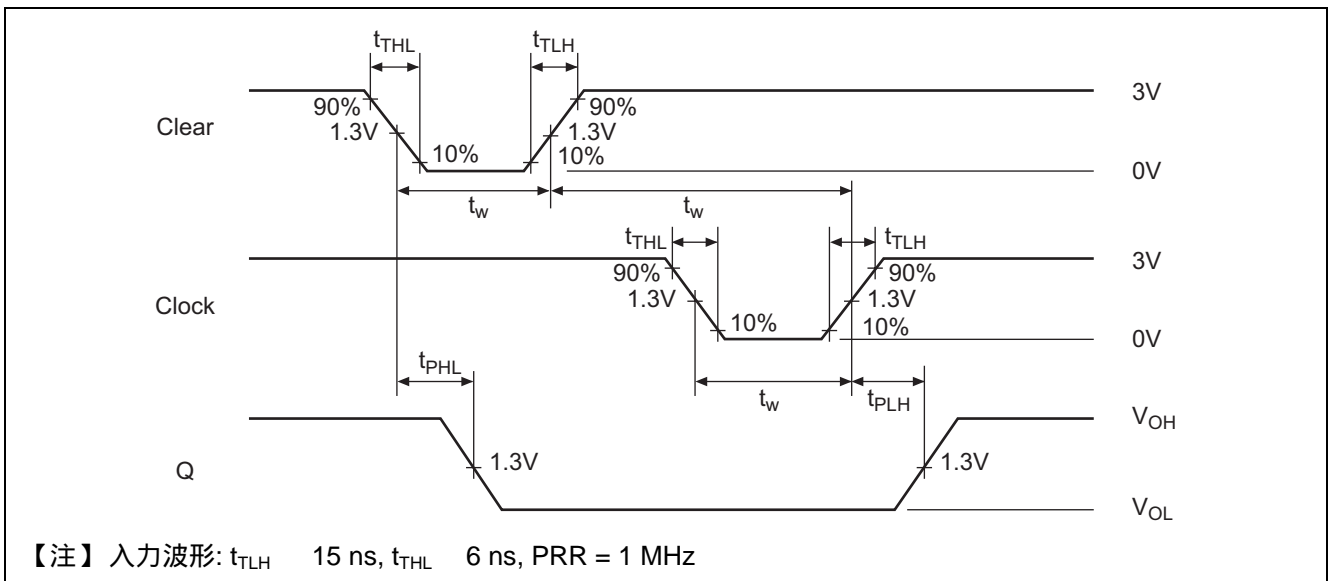 tTHL tTLH
3V
90% 90%
Clear 1.3V 1.3V
10% 10%
0V
tw tw
tTHL tTLH
3V
90% 90%
Clock 1.3V 1.3V
10% 10%
0V
tPHL tw tPLH
VOH
Q 1.3V 1.3V
VOL
【注】入力波形: tTLH 15 ns, tTHL 6 ns, PRR = 1 MHz